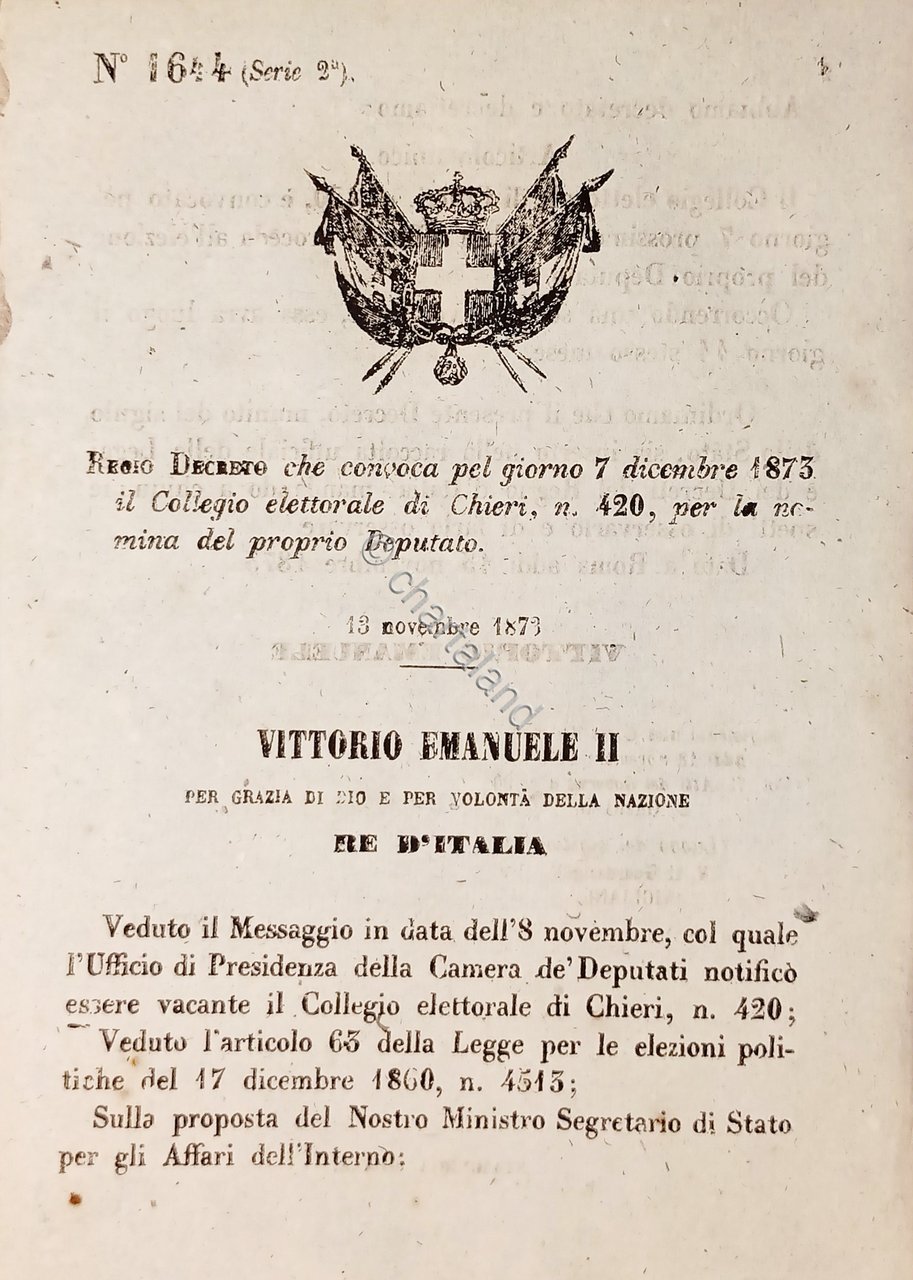 N° 1644 (Serie 2ª).
REGIO DECRETO che convoca pel giorno 7 dicembre 1873
il Collegio elettorale di Chieri, n. 420, per la no-
mina del proprio Deputato.
13 novembre 1873
© chartaland
VITTORIO EMANUELE II
PER GRAZIA DI DIO E PER VOLONTÀ DELLA NAZIONE
RE D'ITALIA
Veduto il Messaggio in data dell'8 novembre, col quale
l'Ufficio di Presidenza della Camera de' Deputati notificò
essere vacante il Collegio elettorale di Chieri, n. 420;
Veduto l'articolo 63 della Legge per le elezioni poli-
tiche del 17 dicembre 1860, n. 4513;
Sulla proposta del Nostro Ministro Segretario di Stato
per gli Affari dell'Interno;